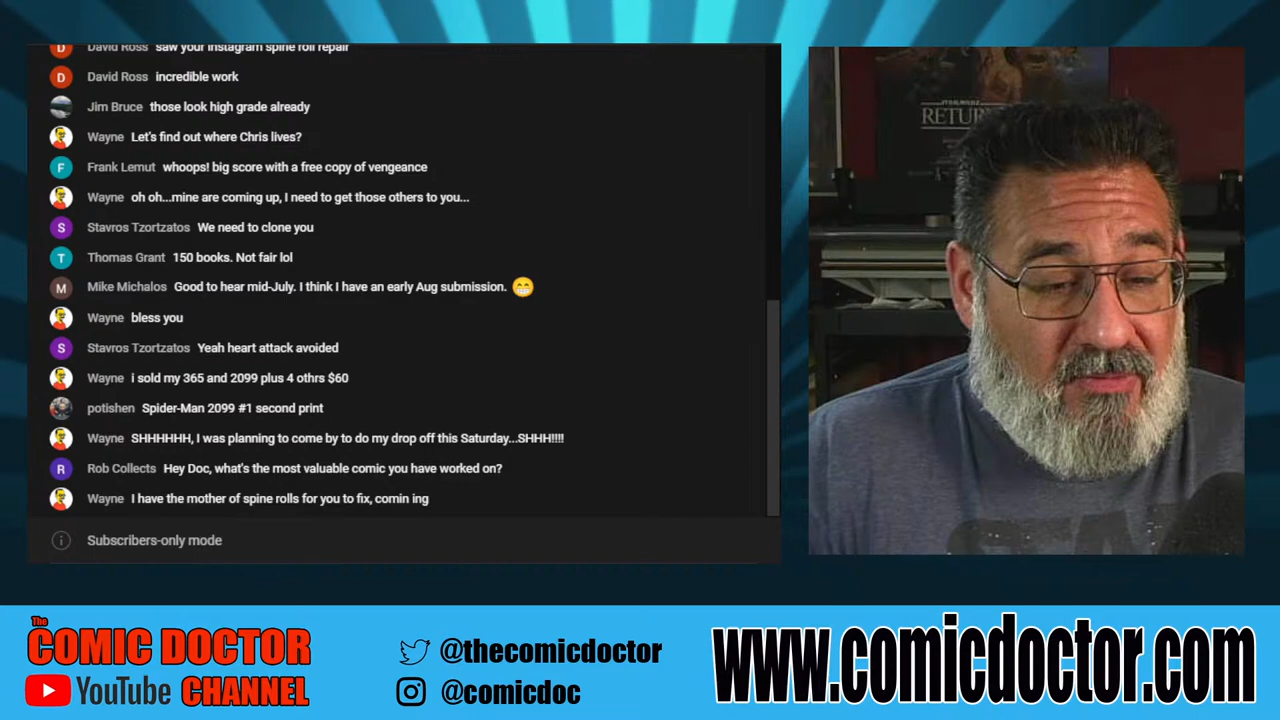 David Ross saw your instagram spine roll repair
D David Ross incredible work
Jim Bruce those look high grade already
Wayne Let's find out where Chris lives?
F Frank Lemut whoops! big score with a free copy of vengeance
Wayne oh oh...mine are coming up, I need to get those others to you...
S Stavros Tzortzatos We need to clone you
T Thomas Grant 150 books. Not fair lol
M Mike Michalos Good to hear mid-July. I think I have an early Aug submission. 😁
Wayne bless you
S Stavros Tzortzatos Yeah heart attack avoided
Wayne i sold my 365 and 2099 plus 4 othrs $60
potishen Spider-Man 2099 #1 second print
Wayne SHHHHHH, I was planning to come by to do my drop off this Saturday...SHH!!!!
R Rob Collects Hey Doc, what's the most valuable comic you have worked on?
Wayne I have the mother of spine rolls for you to fix, comin ing
Subscribers-only mode
STAR WARS
RETURN
The
COMIC DOCTOR
YouTube CHANNEL
@thecomicdoctor
@comicdoc
www.comicdoctor.com